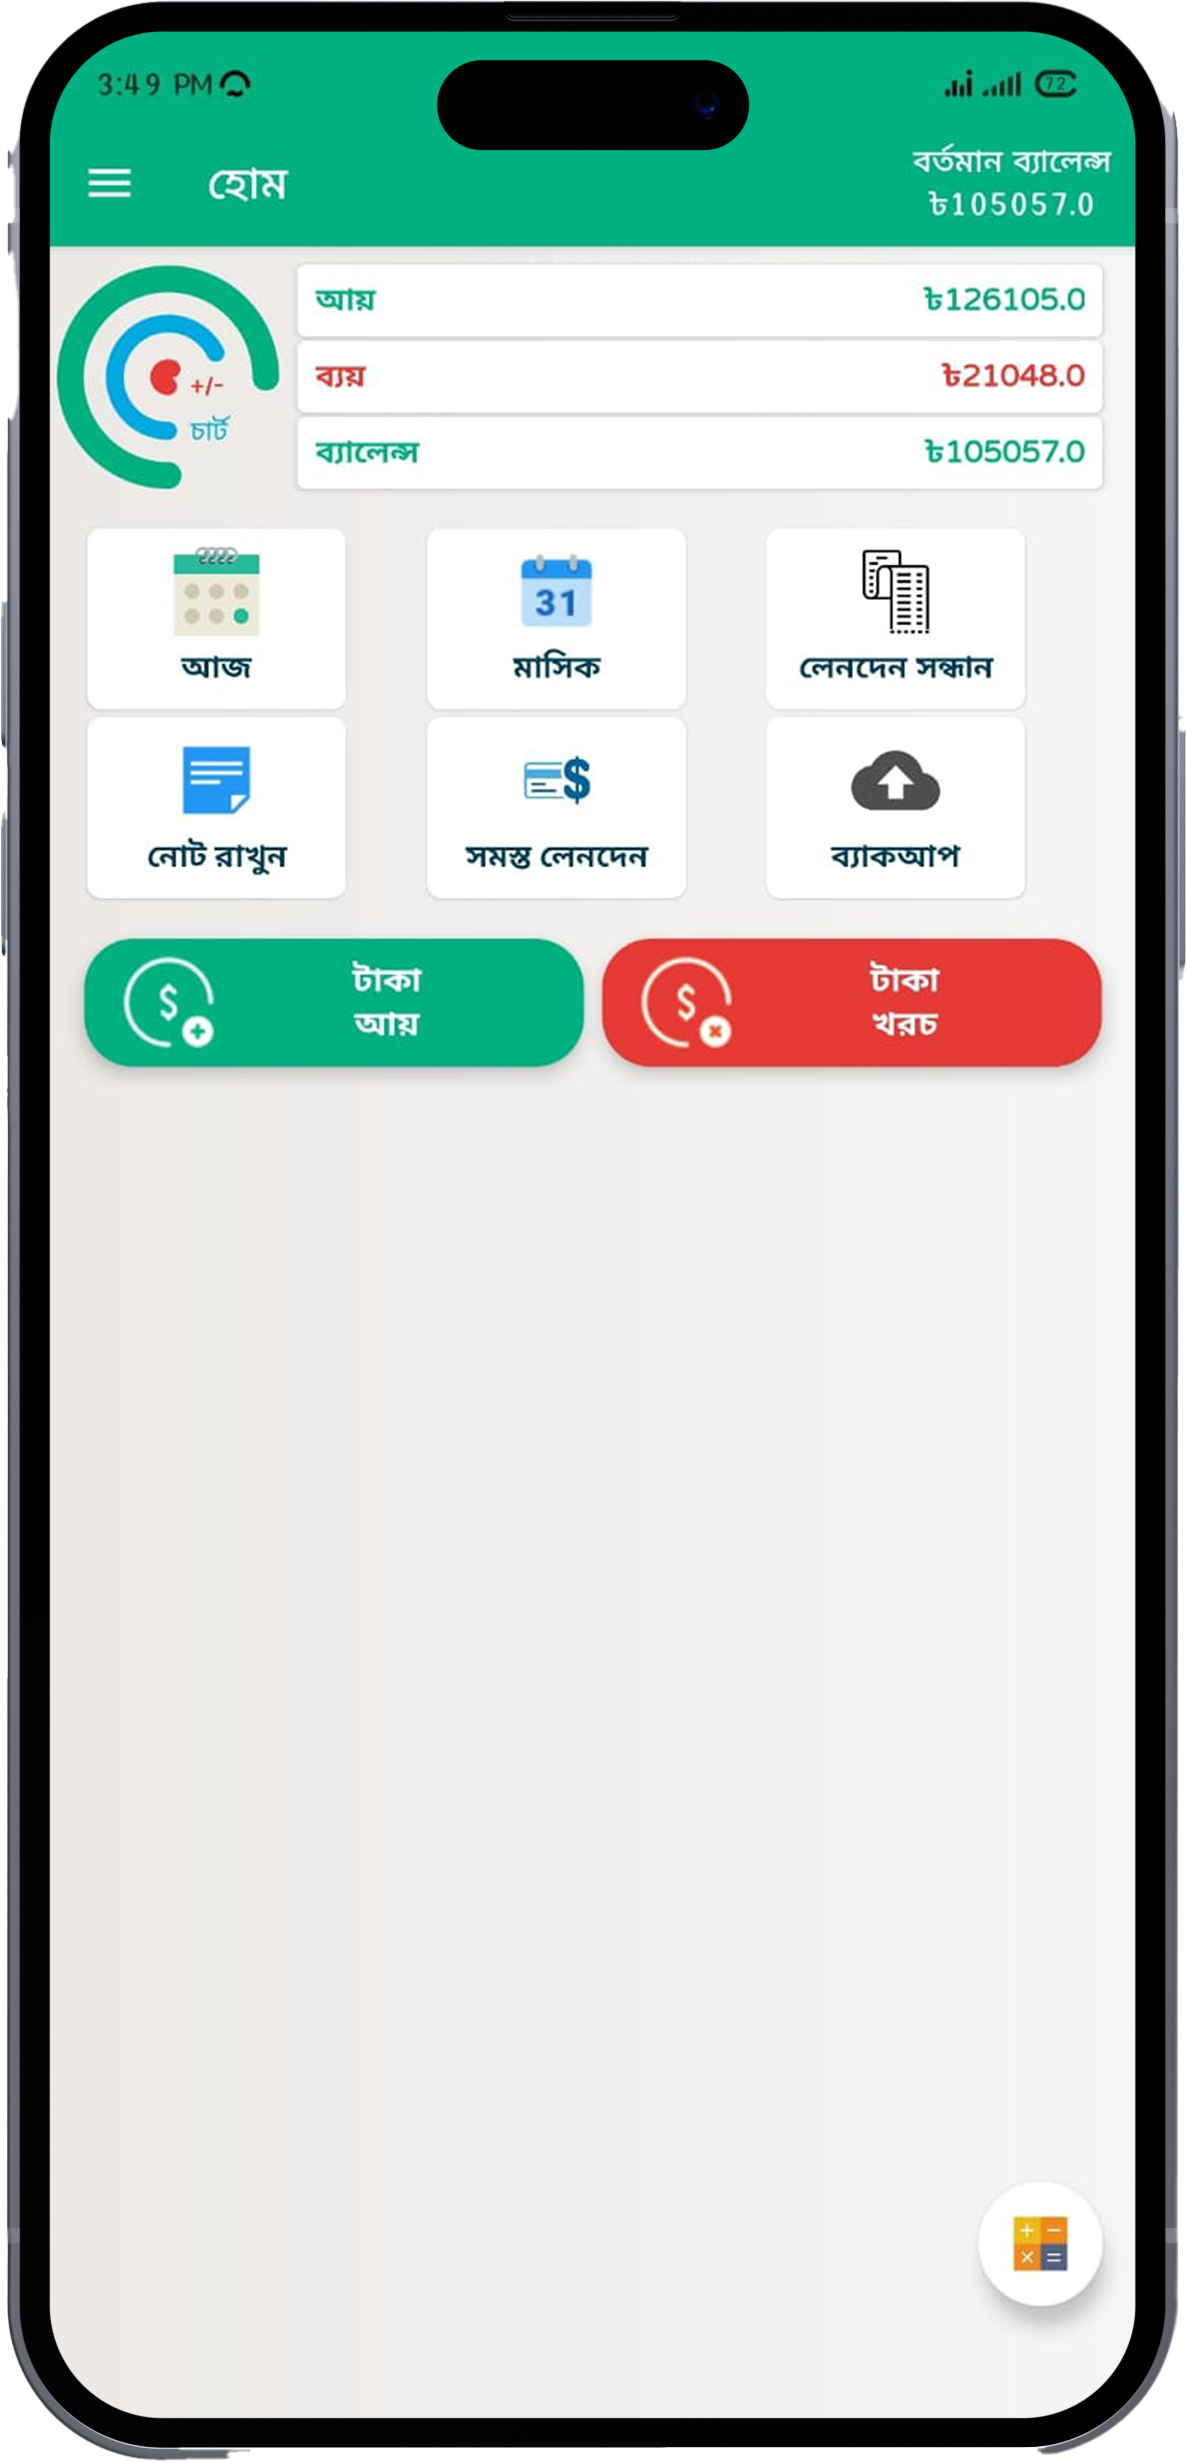 3:49 PM
72
হোম
বর্তমান ব্যালেন্স
৳105057.0
আয়
৳126105.0
ব্যয়
৳21048.0
ব্যালেন্স
৳105057.0
+/-
চার্ট
আজ
31
মাসিক
লেনদেন সন্ধান
নোট রাখুন
$
সমস্ত লেনদেন
ব্যাকআপ
$
টাকা
আয়
$
টাকা
খরচ
+ −
× =